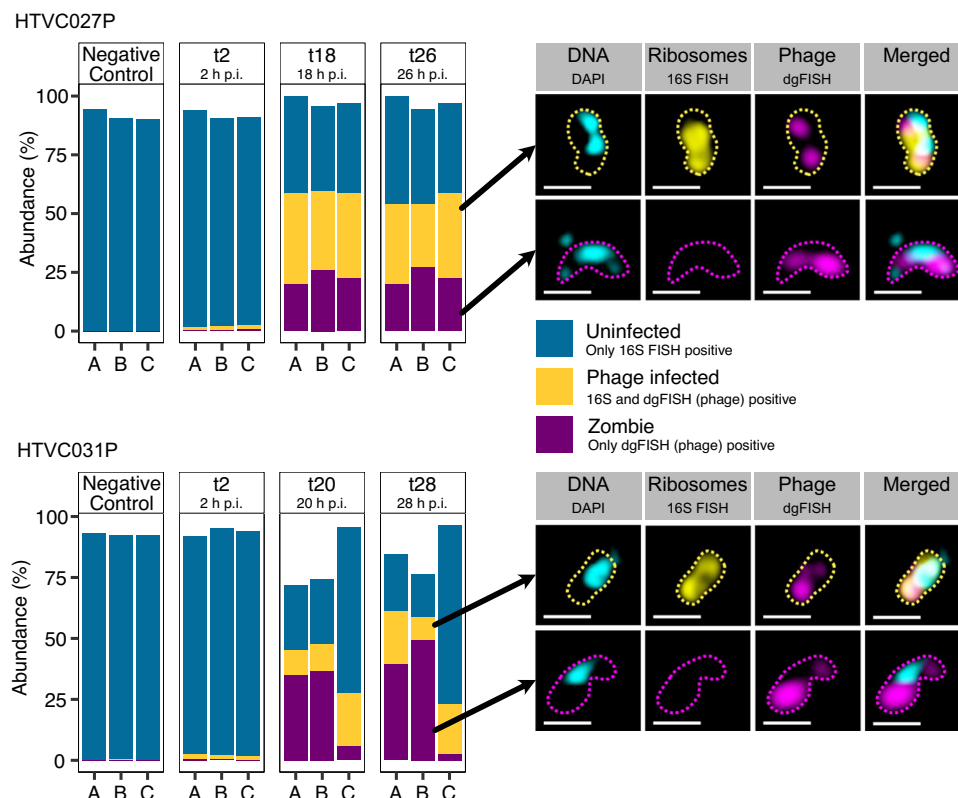 HTVC027P
Negative
Control
t2
2 h p.i.
t18
18 h p.i.
t26
26 h p.i.
Abundance (%)
100
75
50
25
0
A B C
A B C
A B C
A B C
DNA
DAPI
Ribosomes
16S FISH
Phage
dgFISH
Merged
Uninfected
Only 16S FISH positive
Phage infected
16S and dgFISH (phage) positive
Zombie
Only dgFISH (phage) positive
HTVC031P
Negative
Control
t2
2 h p.i.
t20
20 h p.i.
t28
28 h p.i.
Abundance (%)
100
75
50
25
0
A B C
A B C
A B C
A B C
DNA
DAPI
Ribosomes
16S FISH
Phage
dgFISH
Merged